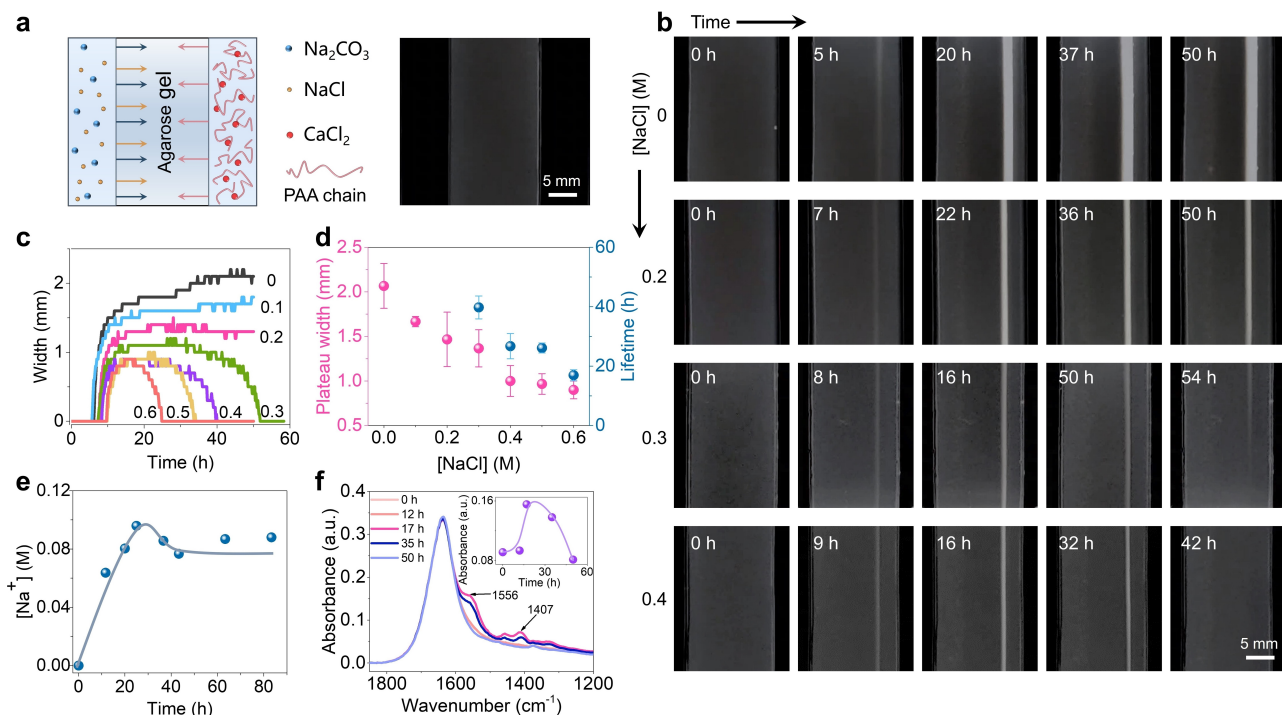 a
Agarose gel
Na₂CO₃
NaCl
CaCl₂
PAA chain
5 mm
b
Time
[NaCl] (M)
0 h
5 h
20 h
37 h
50 h
0
0 h
7 h
22 h
36 h
50 h
0.2
0 h
8 h
16 h
50 h
54 h
0.3
0 h
9 h
16 h
32 h
42 h
0.4
5 mm
c
Width (mm)
2
1
0
0
0.1
0.2
0.3
0.4
0.5
0.6
0 20 40 60
Time (h)
d
Plateau width (mm)
2.5
2.0
1.5
1.0
0.5
60
40
20
0
Lifetime (h)
0.0 0.2 0.4 0.6
[NaCl] (M)
e
[Na⁺] (M)
0.12
0.08
0.04
0.00
0 20 40 60 80
Time (h)
f
Absorbance (a.u.)
0.4
0.3
0.2
0.1
0.0
0 h
12 h
17 h
35 h
50 h
Absorbance (a.u.)
0.16
0.08
0 30 60
Time (h)
1556
1407
1800 1600 1400 1200
Wavenumber (cm⁻¹)